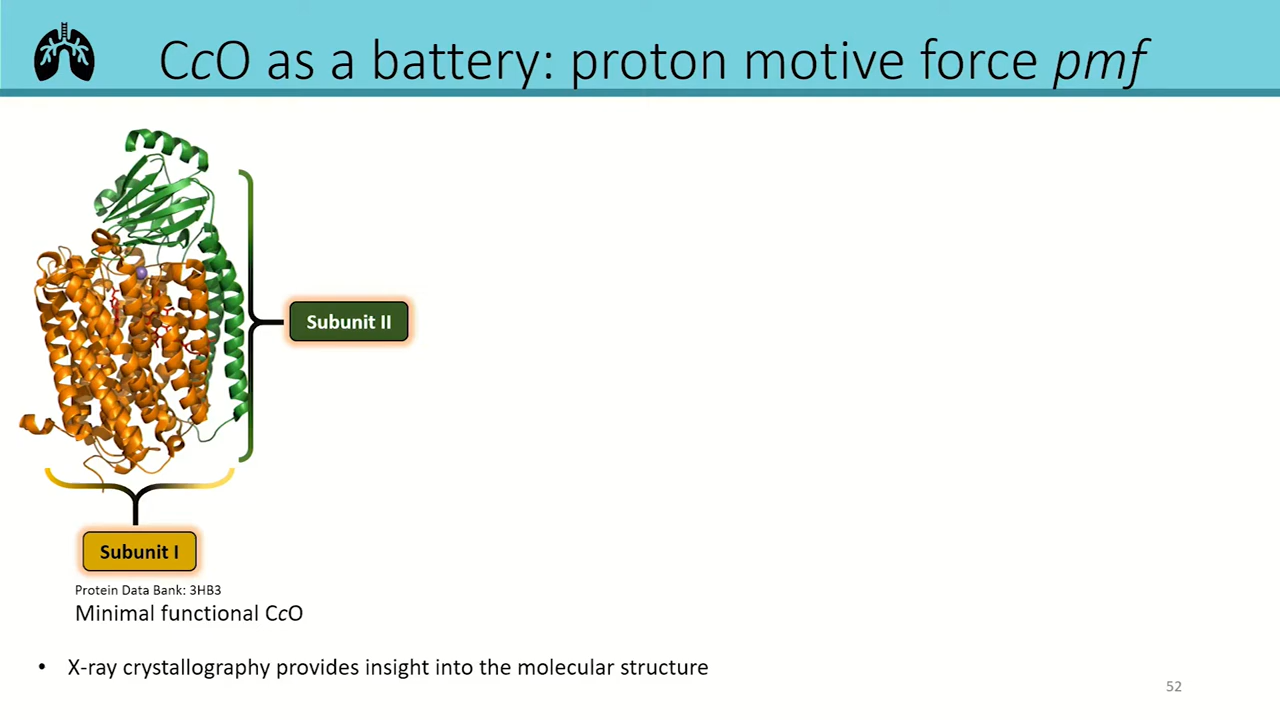 CcO as a battery: proton motive force pmf
Subunit II
Subunit I
Protein Data Bank: 3HB3
Minimal functional CcO
• X-ray crystallography provides insight into the molecular structure
52